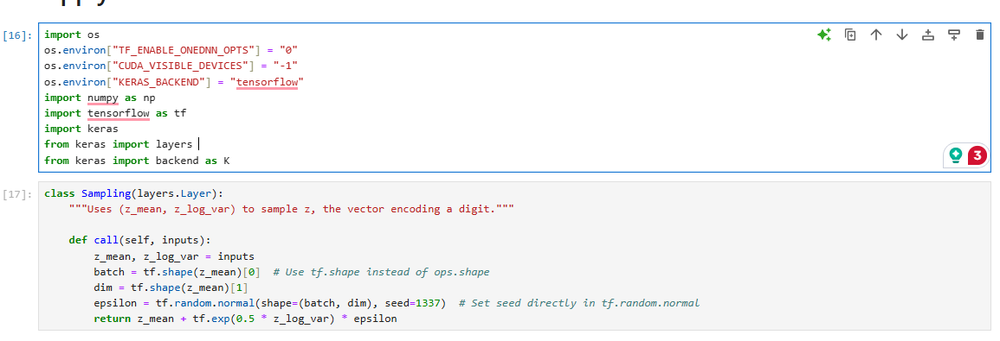 [16]:
import os
os.environ["TF_ENABLE_ONEDNN_OPTS"] = "0"
os.environ["CUDA_VISIBLE_DEVICES"] = "-1"
os.environ["KERAS_BACKEND"] = "tensorflow"
import numpy as np
import tensorflow as tf
import keras
from keras import layers
from keras import backend as K
3
[17]:
class Sampling(layers.Layer):
    """Uses (z_mean, z_log_var) to sample z, the vector encoding a digit."""

    def call(self, inputs):
        z_mean, z_log_var = inputs
        batch = tf.shape(z_mean)[0]  # Use tf.shape instead of ops.shape
        dim = tf.shape(z_mean)[1]
        epsilon = tf.random.normal(shape=(batch, dim), seed=1337)  # Set seed directly in tf.random.normal
        return z_mean + tf.exp(0.5 * z_log_var) * epsilon